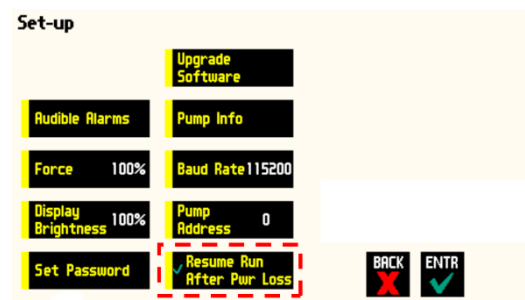 Set-up
Upgrade
Software
Audible Alarms
Pump Info
Force 100%
Baud Rate 115200
Display
Brightness 100%
Pump
Address 0
Set Password
Resume Run
After Pwr Loss
BACK
ENTR